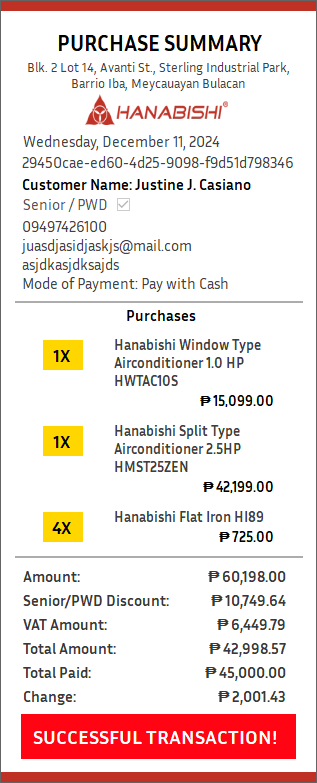 PURCHASE SUMMARY
Blk. 2 Lot 14, Avanti St., Sterling Industrial Park,
Barrio Iba, Meycauayan Bulacan
HANABISHI®
Wednesday, December 11, 2024
29450cae-ed60-4d25-9098-f9d51d798346
Customer Name: Justine J. Casiano
Senior / PWD ☑
09497426100
juasdjasidjaskjs@mail.com
asjdkasjdksajds
Mode of Payment: Pay with Cash
Purchases
1X
Hanabishi Window Type
Airconditioner 1.0 HP
HWTAC10S
₱ 15,099.00
1X
Hanabishi Split Type
Airconditioner 2.5HP
HMST25ZEN
₱ 42,199.00
4X
Hanabishi Flat Iron HI89
₱ 725.00
Amount: ₱ 60,198.00
Senior/PWD Discount: ₱ 10,749.64
VAT Amount: ₱ 6,449.79
Total Amount: ₱ 42,998.57
Total Paid: ₱ 45,000.00
Change: ₱ 2,001.43
SUCCESSFUL TRANSACTION!